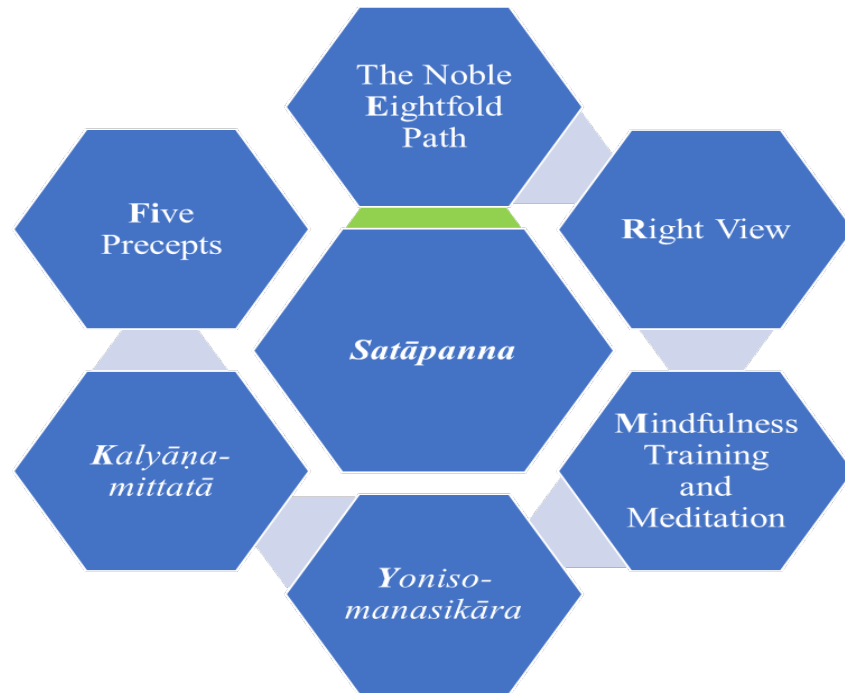 The Noble
Eightfold
Path
Five
Precepts
Right View
Satāpanna
Kalyāṇa-
mittatā
Mindfulness
Training
and
Meditation
Yoniso-
manasikāra